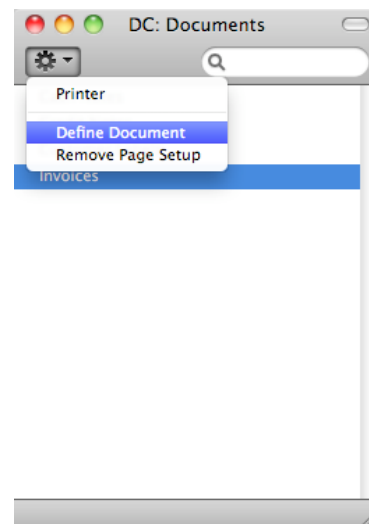 DC: Documents
Printer
Define Document
Remove Page Setup
Invoices